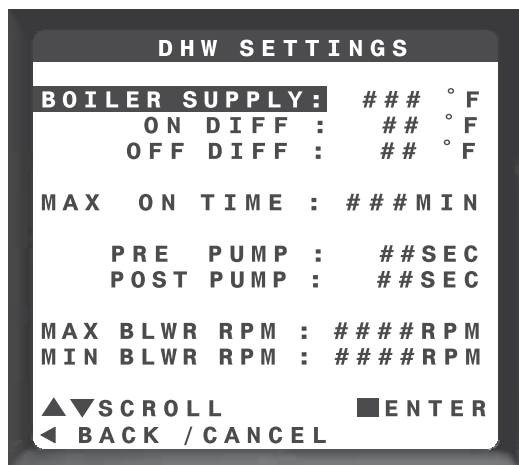 DHW SETTINGS
BOILER SUPPLY: ### °F
ON DIFF : ## °F
OFF DIFF : ## °F
MAX ON TIME : ###MIN
PRE PUMP : ##SEC
POST PUMP : ##SEC
MAX BLWR RPM : ####RPM
MIN BLWR RPM : ####RPM
▲▼SCROLL ■ENTER
◀ BACK /CANCEL